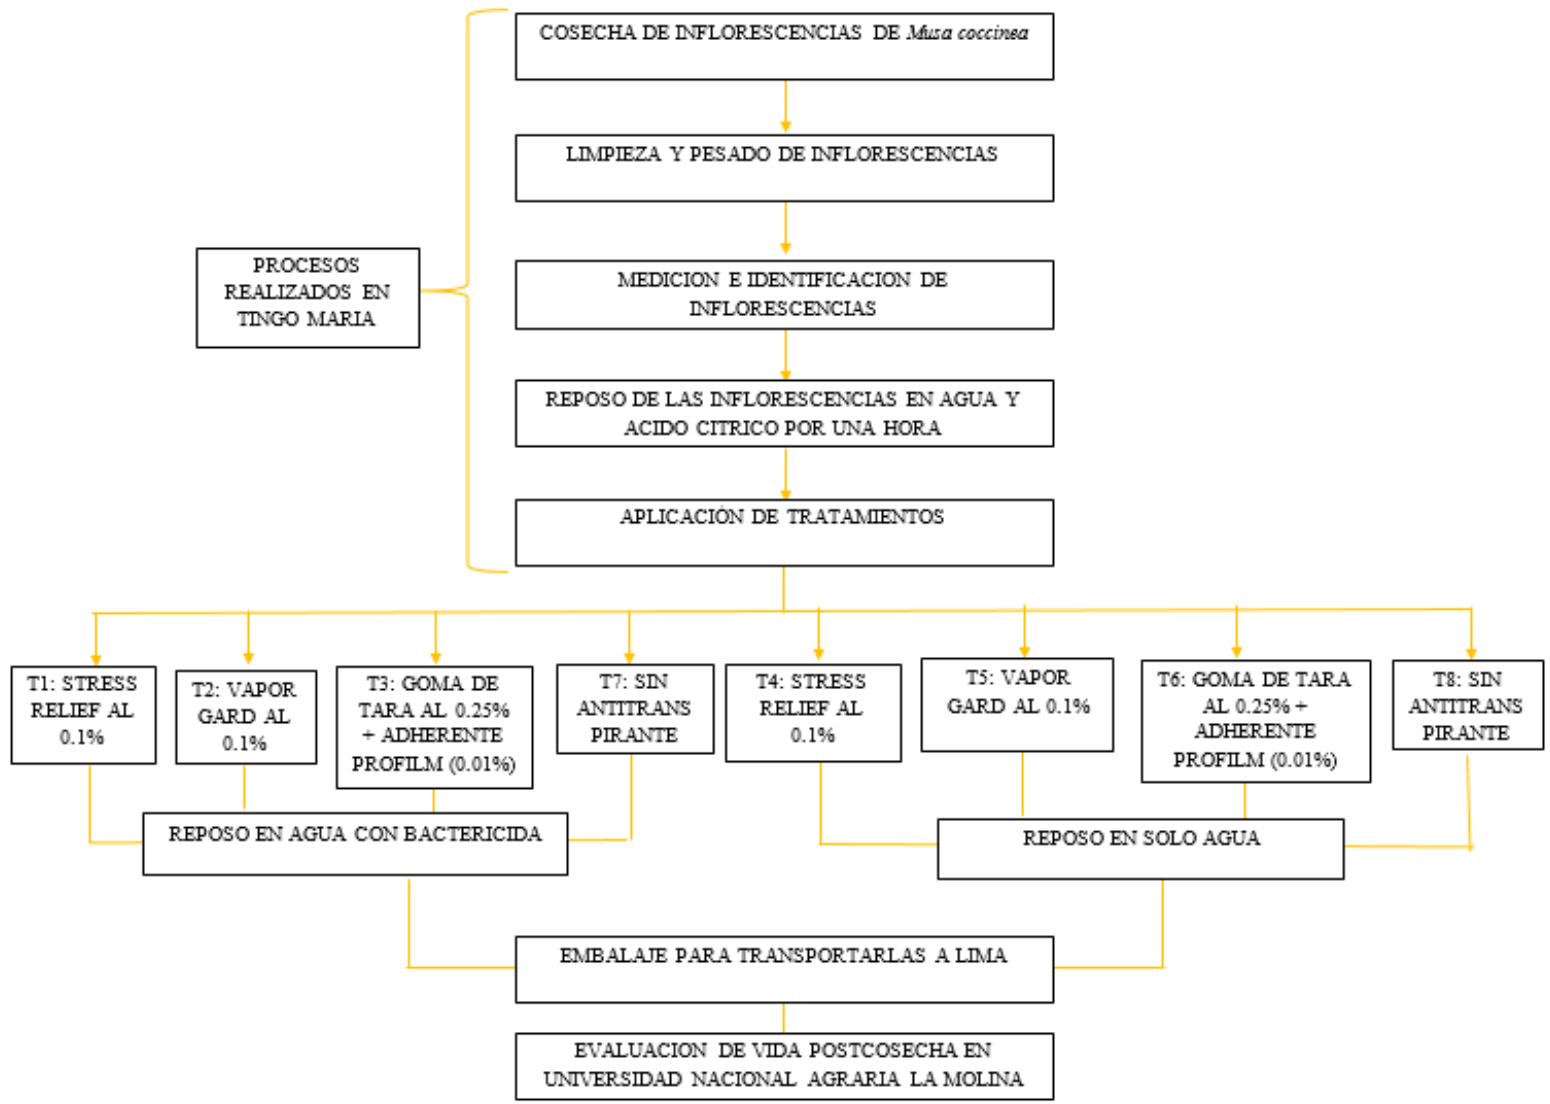 COSECHA DE INFLORESCENCIAS DE Musa coccinea
LIMPIEZA Y PESADO DE INFLORESCENCIAS
PROCESOS
REALIZADOS EN
TINGO MARIA
MEDICION E IDENTIFICACION DE
INFLORESCENCIAS
REPOSO DE LAS INFLORESCENCIAS EN AGUA Y
ACIDO CITRICO POR UNA HORA
APLICACIÓN DE TRATAMIENTOS
T1: STRESS
RELIEF AL
0.1%
T2: VAPOR
GARD AL
0.1%
T3: GOMA DE
TARA AL 0.25%
+ ADHERENTE
PROFILM (0.01%)
T7: SIN
ANTITRANS
PIRANTE
T4: STRESS
RELIEF AL
0.1%
T5: VAPOR
GARD AL 0.1%
T6: GOMA DE TARA
AL 0.25% +
ADHERENTE
PROFILM (0.01%)
T8: SIN
ANTITRANS
PIRANTE
REPOSO EN AGUA CON BACTERICIDA
REPOSO EN SOLO AGUA
EMBALAJE PARA TRANSPORTARLAS A LIMA
EVALUACION DE VIDA POSTCOSECHA EN
UNIVERSIDAD NACIONAL AGRARIA LA MOLINA